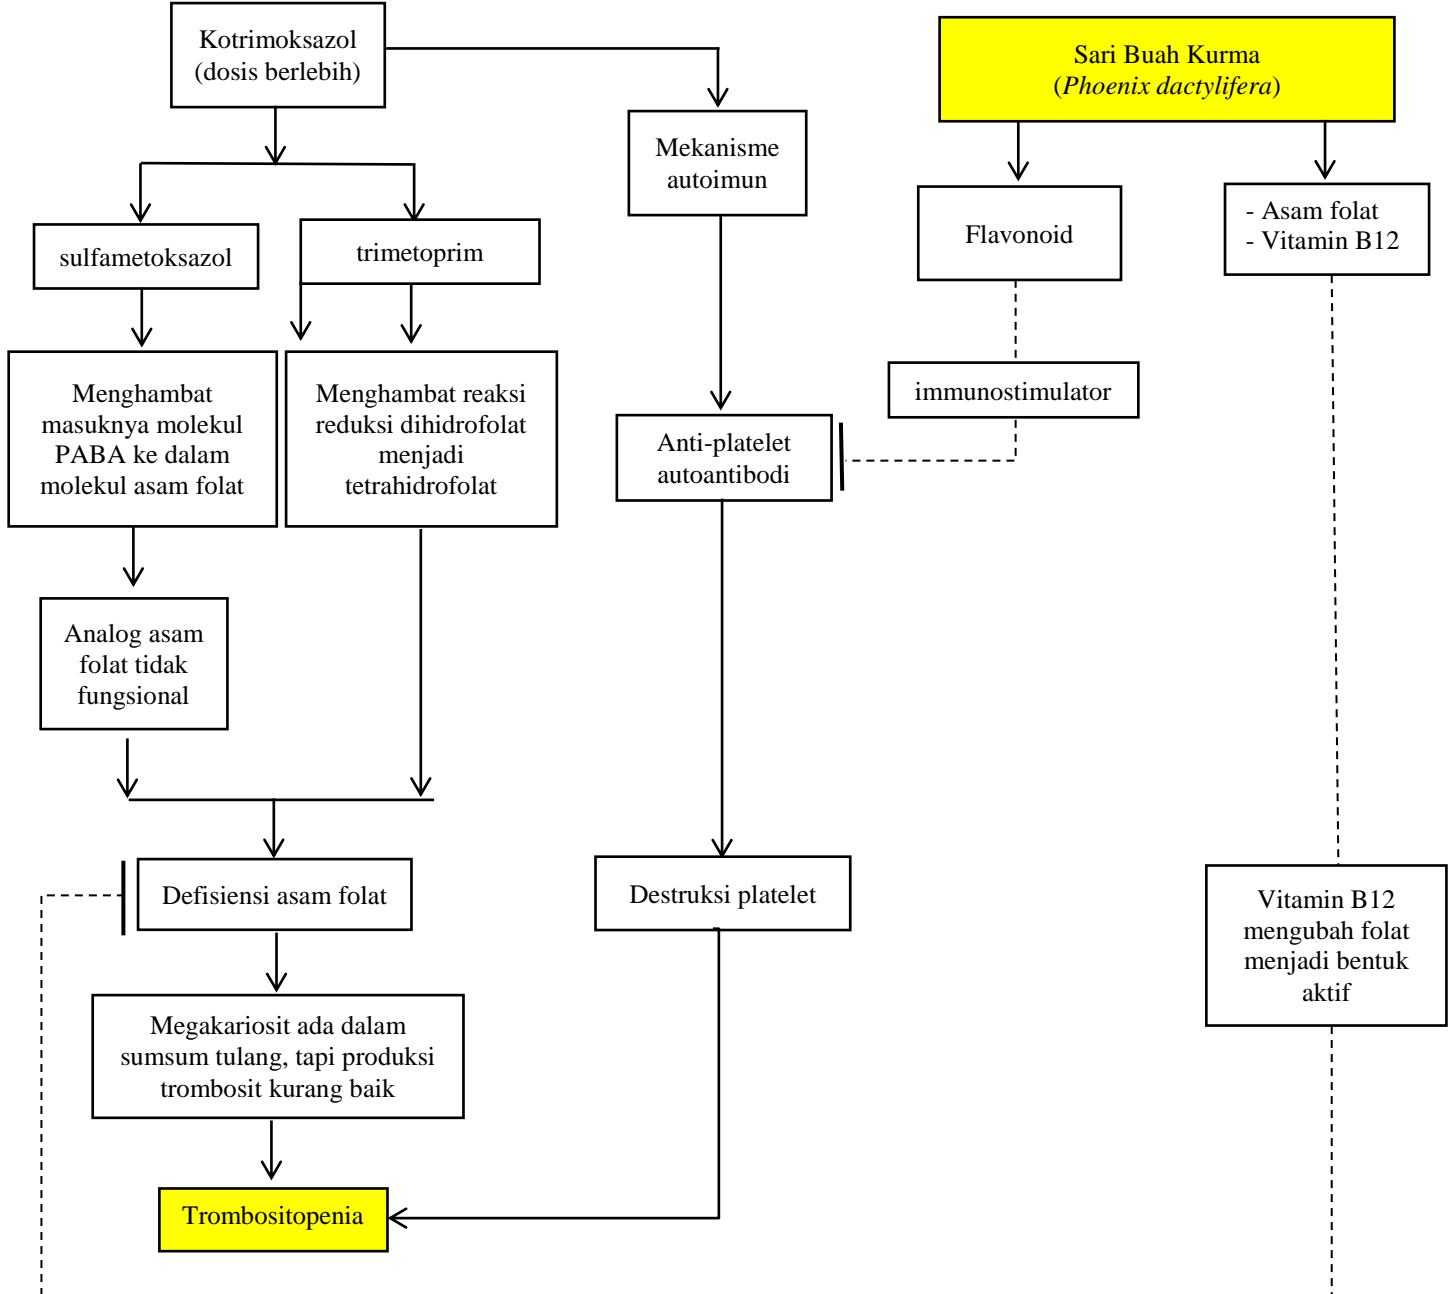 Kotrimoksazol
(dosis berlebih)
Sari Buah Kurma
(Phoenix dactylifera)
Mekanisme
autoimun
sulfametoksazol
trimetoprim
Flavonoid
- Asam folat
- Vitamin B12
Menghambat
masuknya molekul
PABA ke dalam
molekul asam folat
Menghambat reaksi
reduksi dihidrofolat
menjadi
tetrahidrofolat
immunostimulator
Anti-platelet
autoantibodi
Analog asam
folat tidak
fungsional
Defisiensi asam folat
Destruksi platelet
Vitamin B12
mengubah folat
menjadi bentuk
aktif
Megakariosit ada dalam
sumsum tulang, tapi produksi
trombosit kurang baik
Trombositopenia